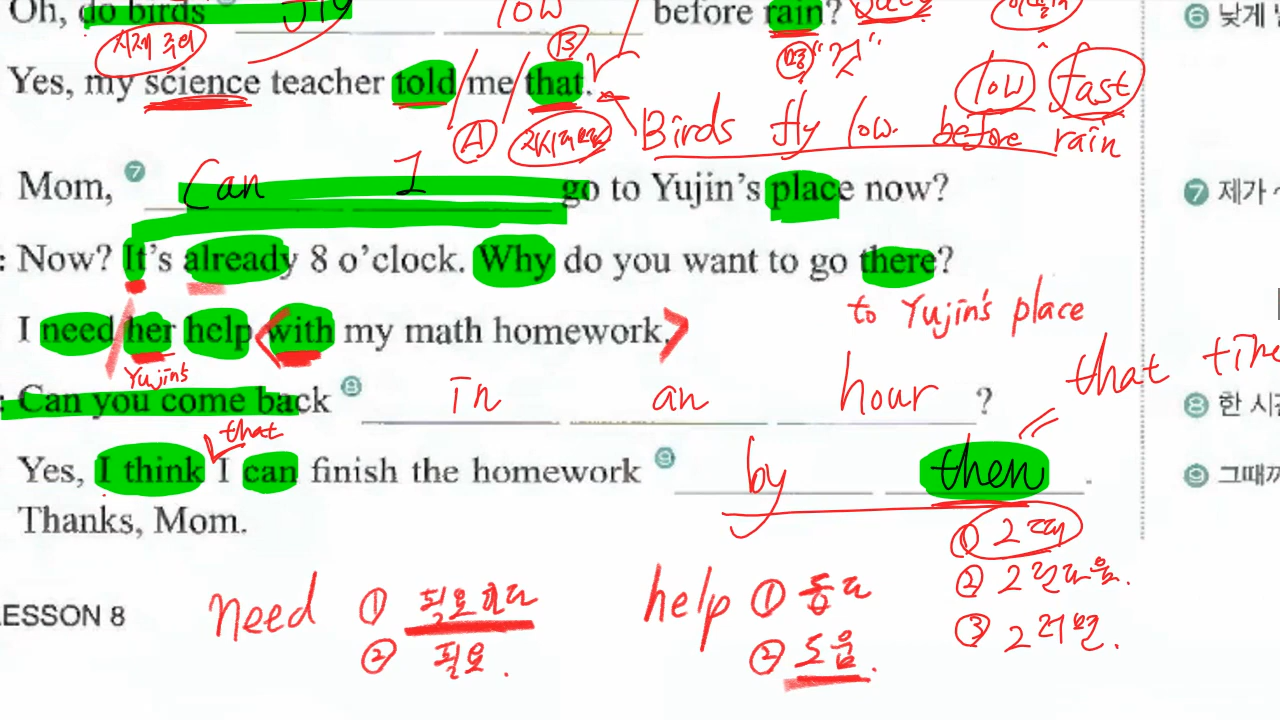 Oh, do birds fly low before rain?
⑥ 낮게
시제 주의 Ⓑ 명 "것"
Yes, my science teacher told me that.
low fast
Ⓐ Birds fly low. before rain
Mom, ⑦ Can I go to Yujin's place now?
⑦ 제가
: Now? It's already 8 o'clock. Why do you want to go there?
to Yujin's place
I need her help <with my math homework.>
Yujin's
that time
: Can you come back ⑧ in an hour ?
⑧ 한 시간
that
Yes, I think I can finish the homework ⑨ by then .
⑨ 그때까
Thanks, Mom.
① 그때
② 그런다음.
③ 그러면.
LESSON 8
need ① 필요하다
② 필요.
help ① 돕다
② 도움.